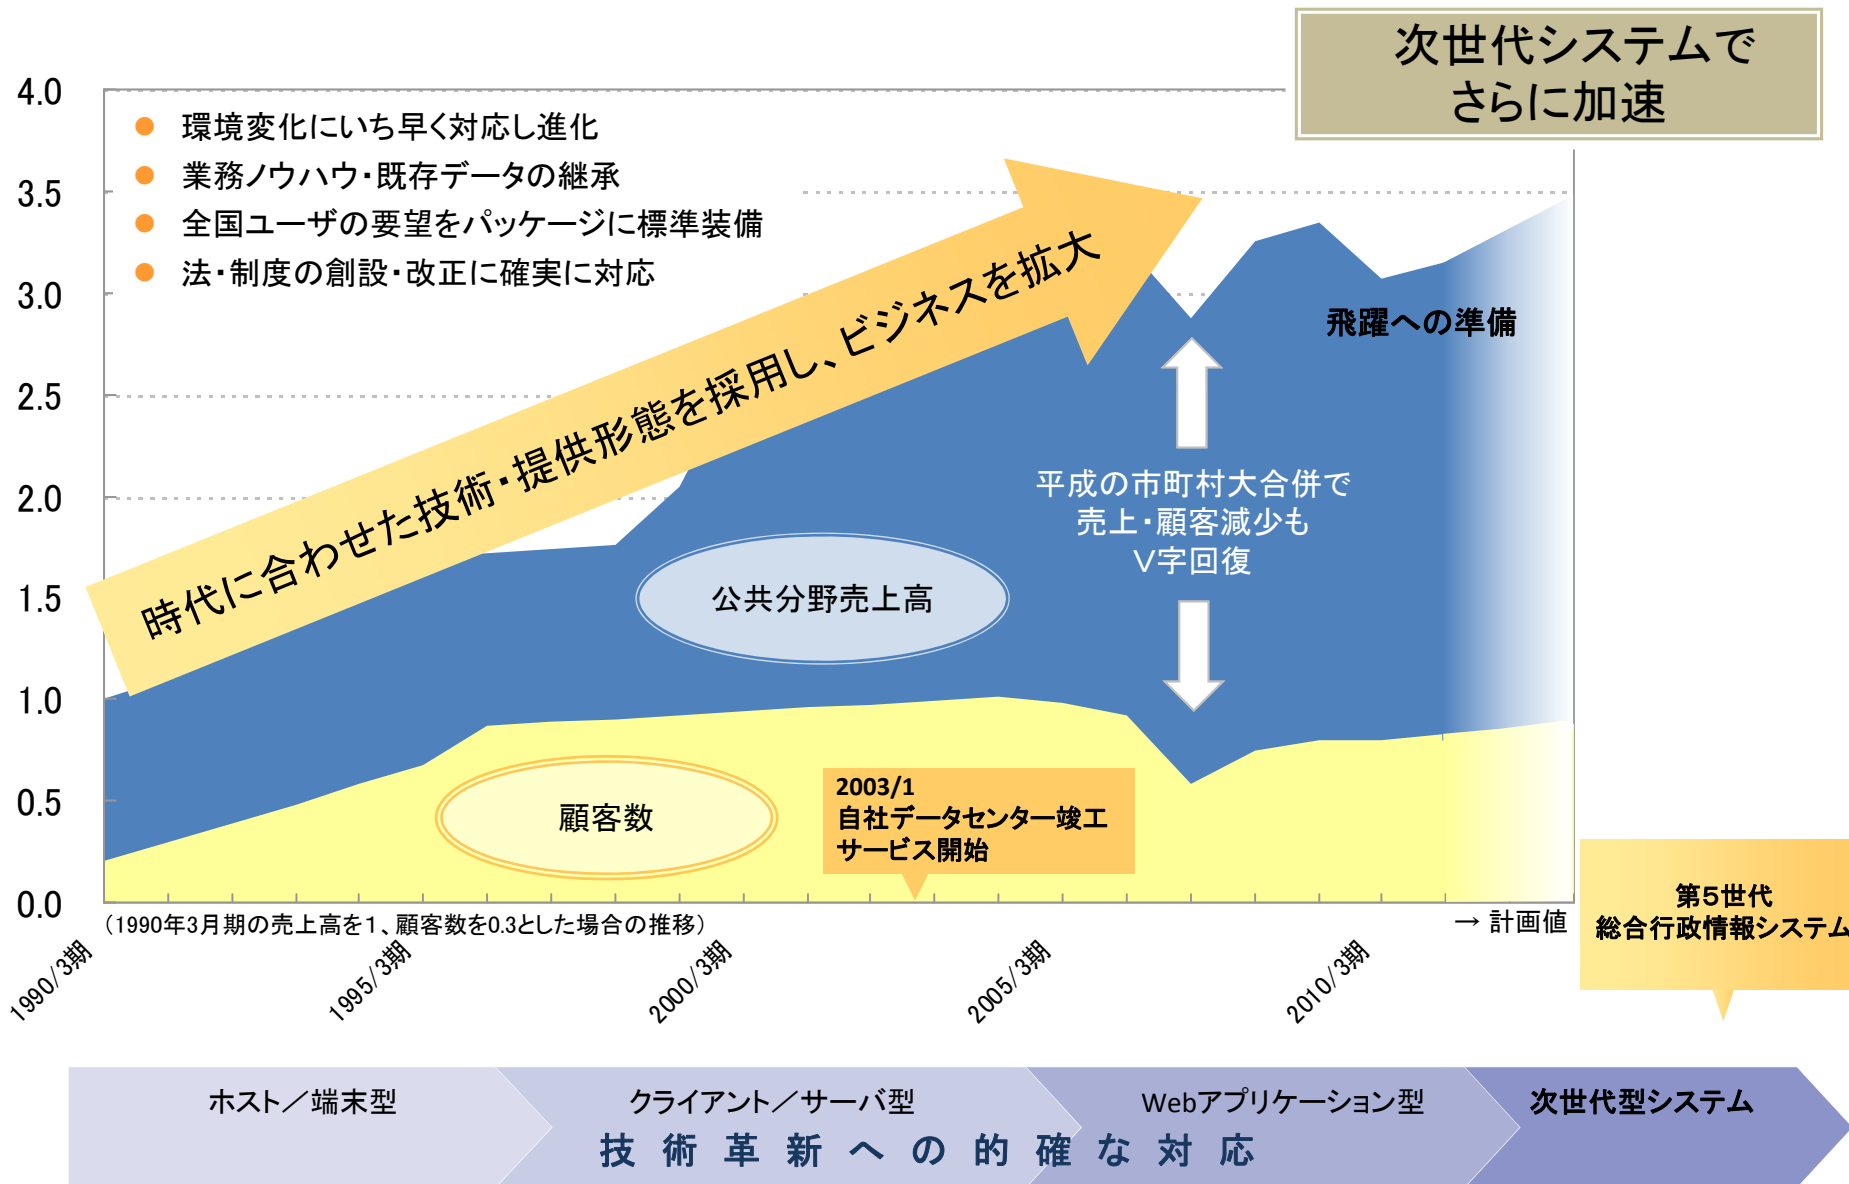 次世代システムで
さらに加速
4.0
3.5
3.0
2.5
2.0
1.5
1.0
0.5
0.0
● 環境変化にいち早く対応し進化
● 業務ノウハウ・既存データの継承
● 全国ユーザの要望をパッケージに標準装備
● 法・制度の創設・改正に確実に対応
時代に合わせた技術・提供形態を採用し、ビジネスを拡大
飛躍への準備
平成の市町村大合併で
売上・顧客減少も
V字回復
公共分野売上高
顧客数
2003/1
自社データセンター竣工
サービス開始
(1990年3月期の売上高を1、顧客数を0.3とした場合の推移)
→ 計画値
1990/3期
1995/3期
2000/3期
2005/3期
2010/3期
第5世代
総合行政情報システム
ホスト／端末型
クライアント／サーバ型
Webアプリケーション型
次世代型システム
技術革新への的確な対応